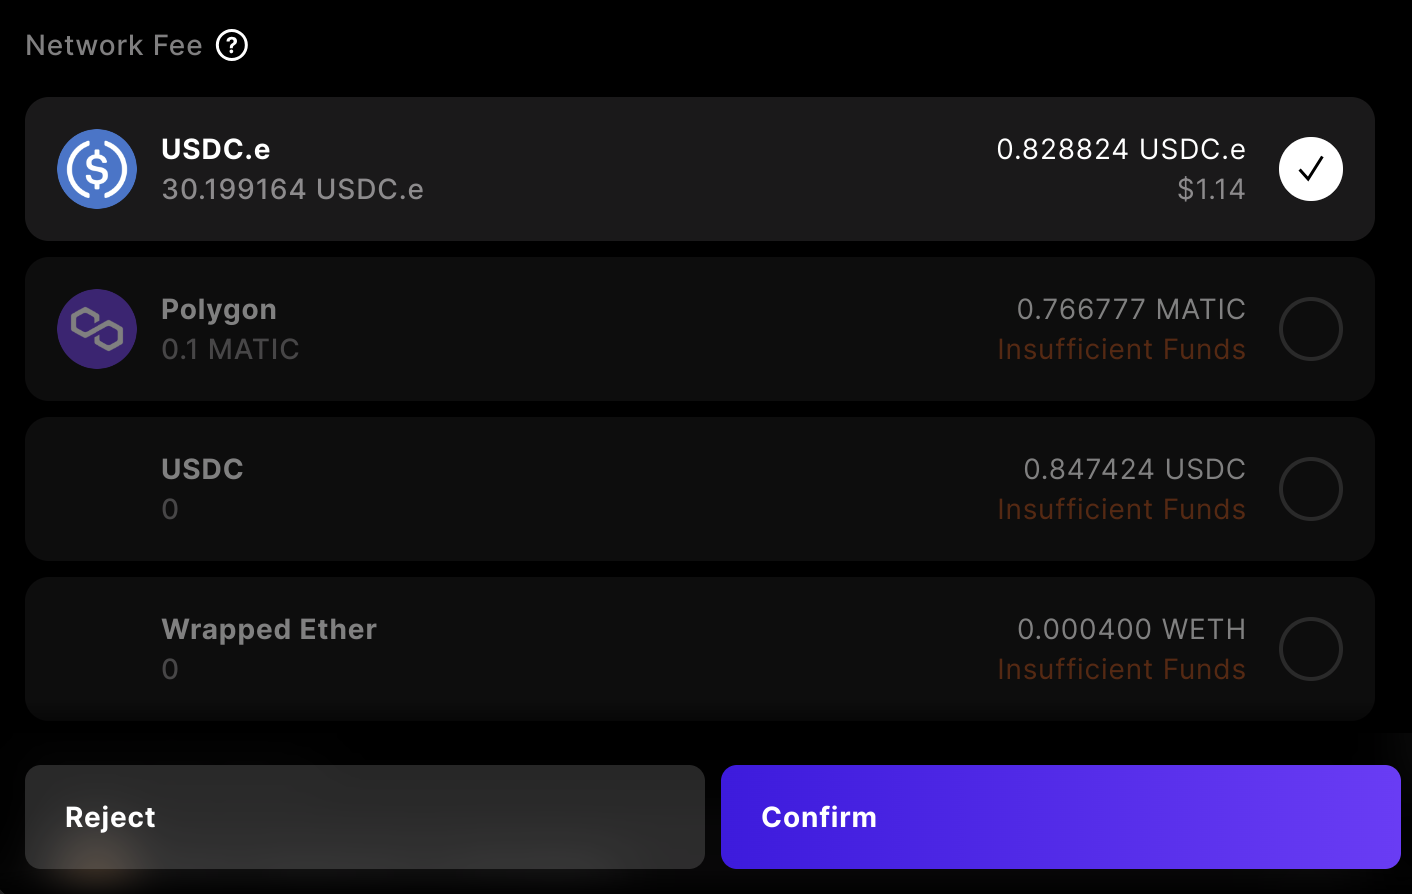 Network Fee ?
USDC.e
0.828824 USDC.e
30.199164 USDC.e
$1.14
Polygon
0.766777 MATIC
0.1 MATIC
Insufficient Funds
USDC
0.847424 USDC
0
Insufficient Funds
Wrapped Ether
0.000400 WETH
0
Insufficient Funds
Reject
Confirm